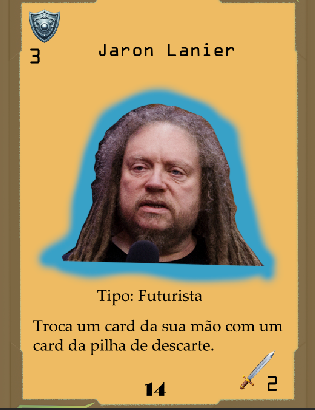 Jaron Lanier
3
Tipo: Futurista
Troca um card da sua mão com um
card da pilha de descarte.
2
14